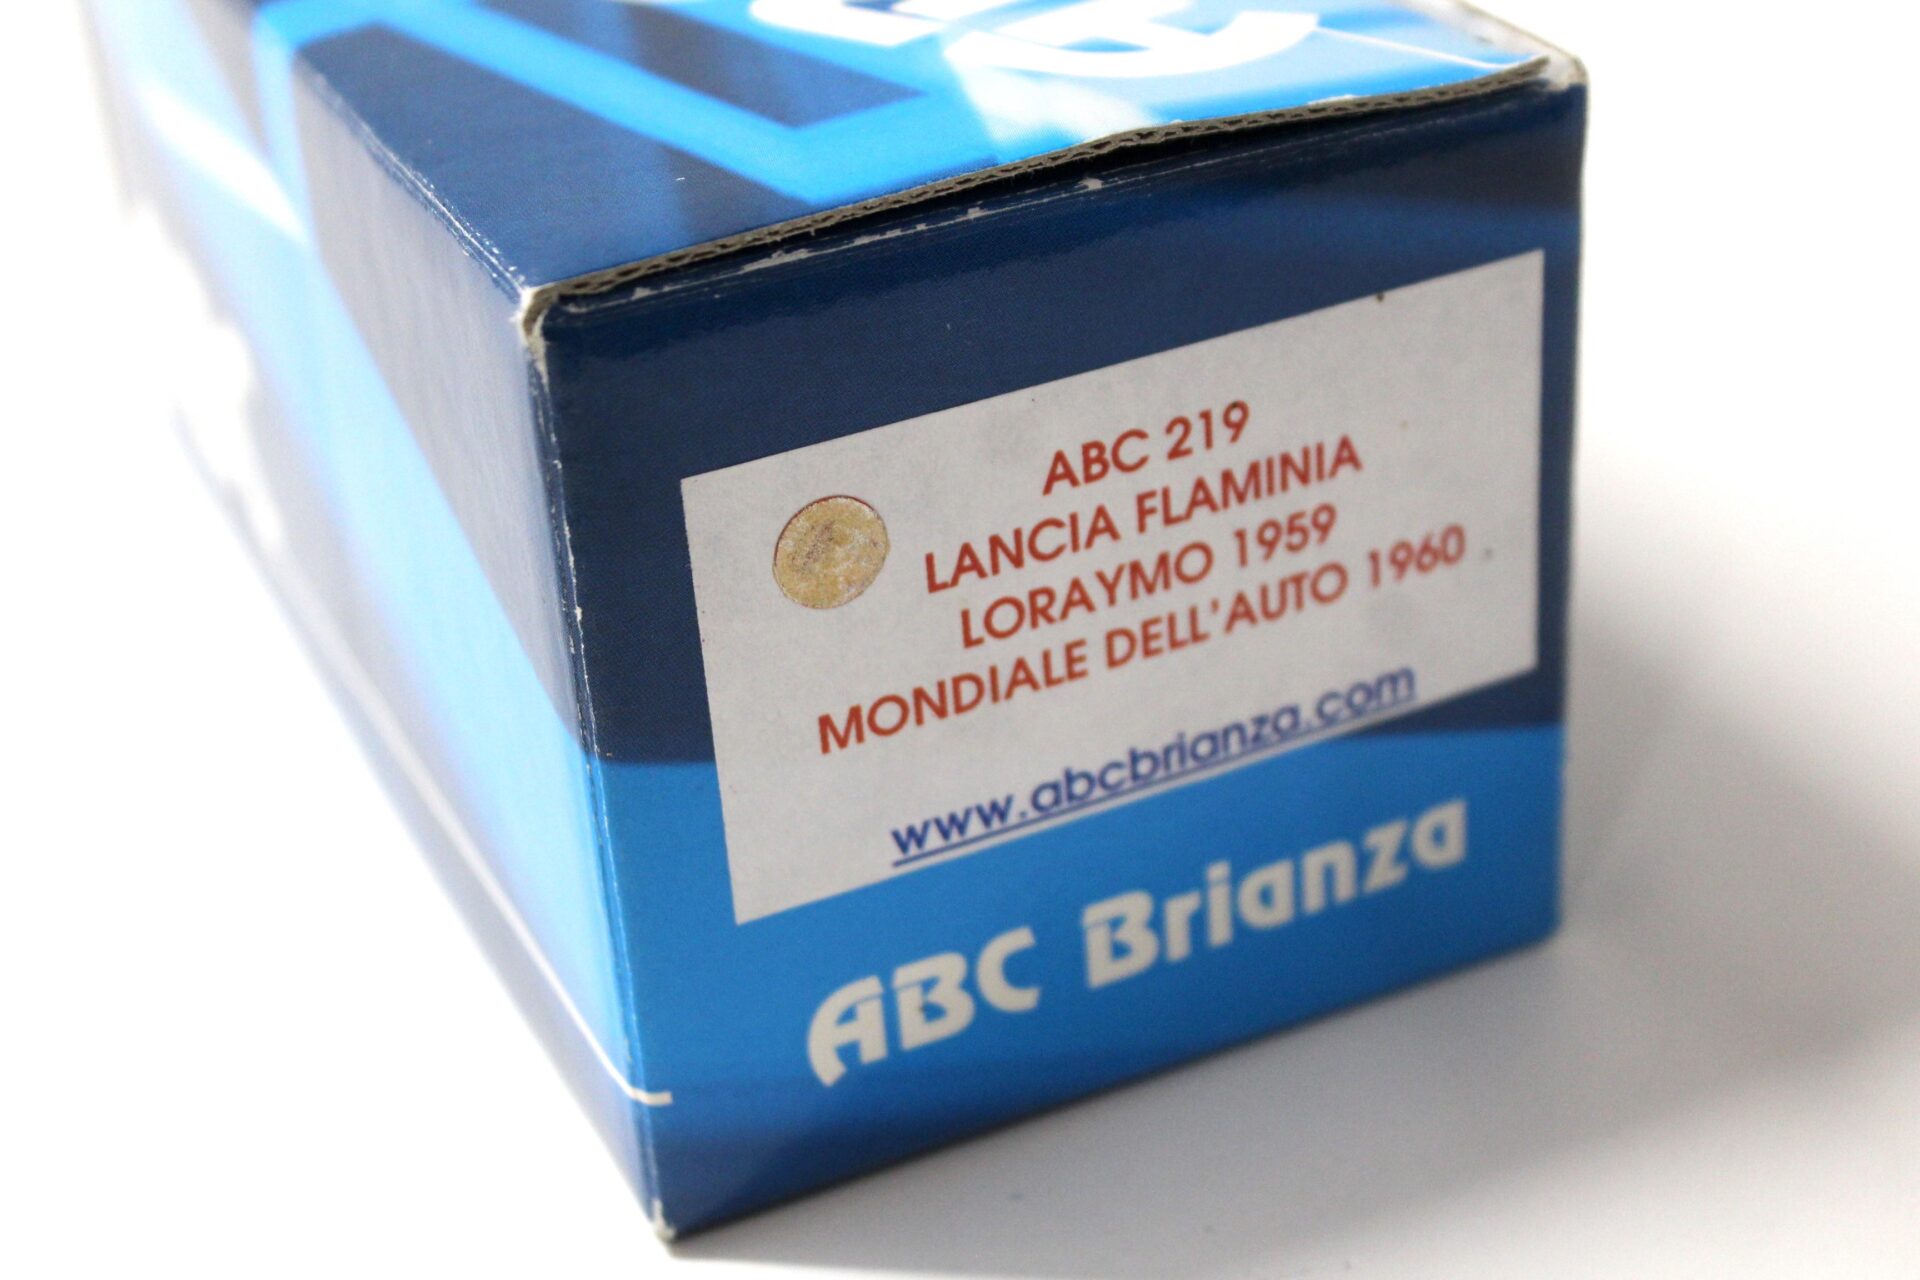 ABC 219
LANCIA FLAMINIA
LORAYMO 1959
MONDIALE DELL'AUTO 1960
www.abcbrianza.com
ABC Brianza